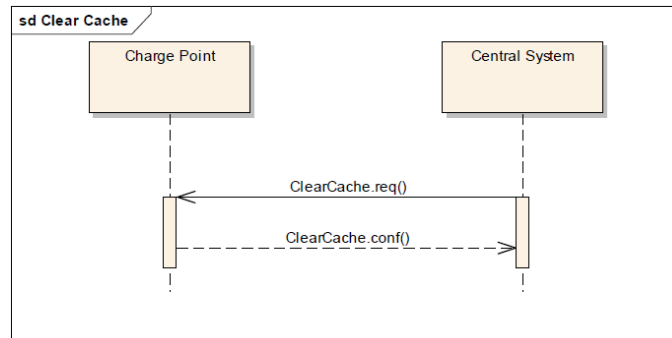 sd Clear Cache
Charge Point
Central System
ClearCache.req()
ClearCache.conf()